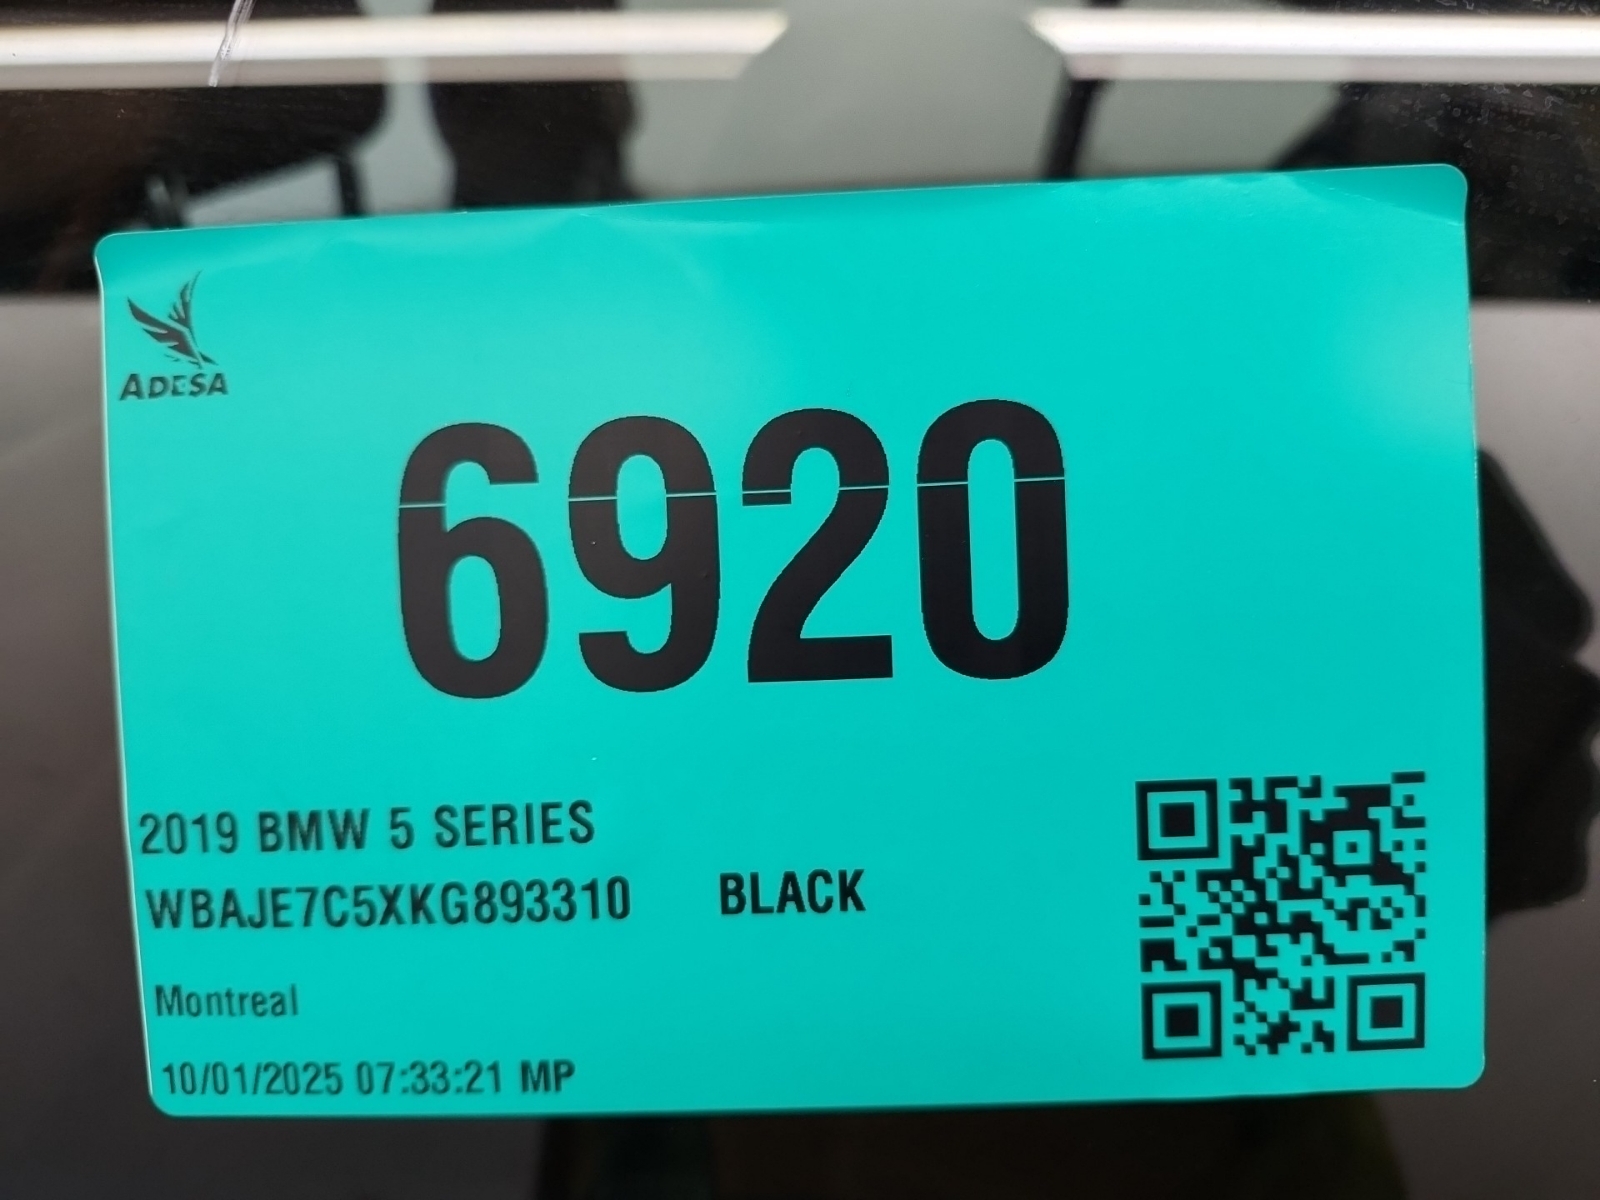 ADESA
6920
2019 BMW 5 SERIES
WBAJE7C5XKG893310 BLACK
Montreal
10/01/2025 07:33:21 MP